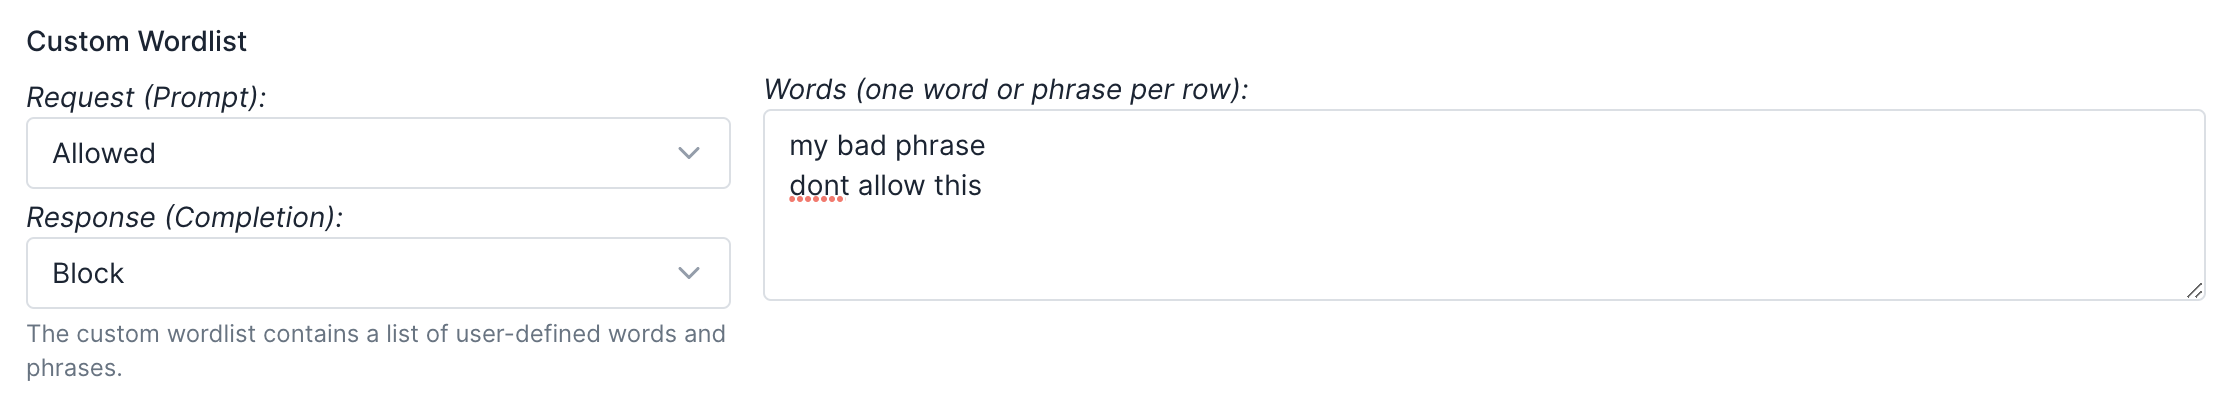 Custom Wordlist
Request (Prompt):
Allowed
Response (Completion):
Block
The custom wordlist contains a list of user-defined words and
phrases.
Words (one word or phrase per row):
my bad phrase
dont allow this